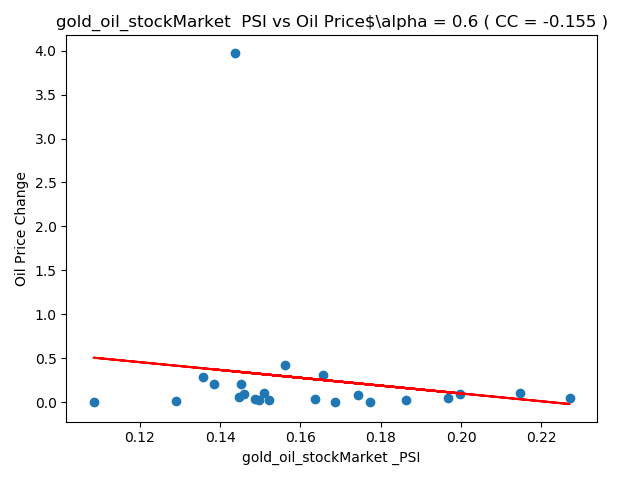 gold_oil_stockMarket  PSI vs Oil Price$\alpha = 0.6 ( CC = -0.155 )
4.0
3.5
3.0
2.5
2.0
1.5
1.0
0.5
0.0
Oil Price Change
0.12 0.14 0.16 0.18 0.20 0.22
gold_oil_stockMarket _PSI